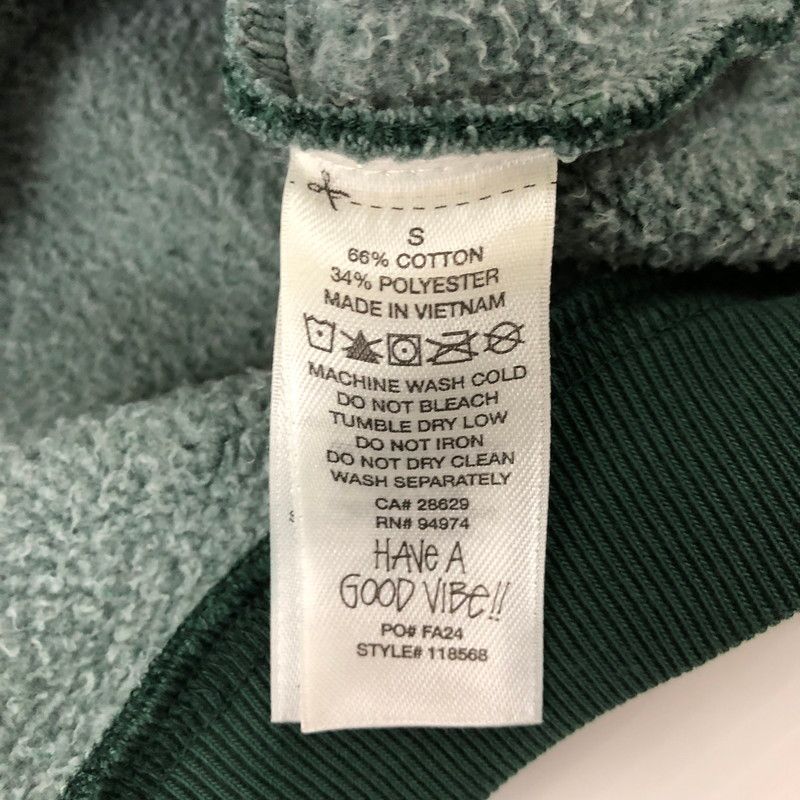 S
66% COTTON
34% POLYESTER
MADE IN VIETNAM
MACHINE WASH COLD
DO NOT BLEACH
TUMBLE DRY LOW
DO NOT IRON
DO NOT DRY CLEAN
WASH SEPARATELY
CA# 28629
RN# 94974
HAVE A
GOOD VIBe!!
PO# FA24
STYLE# 118568